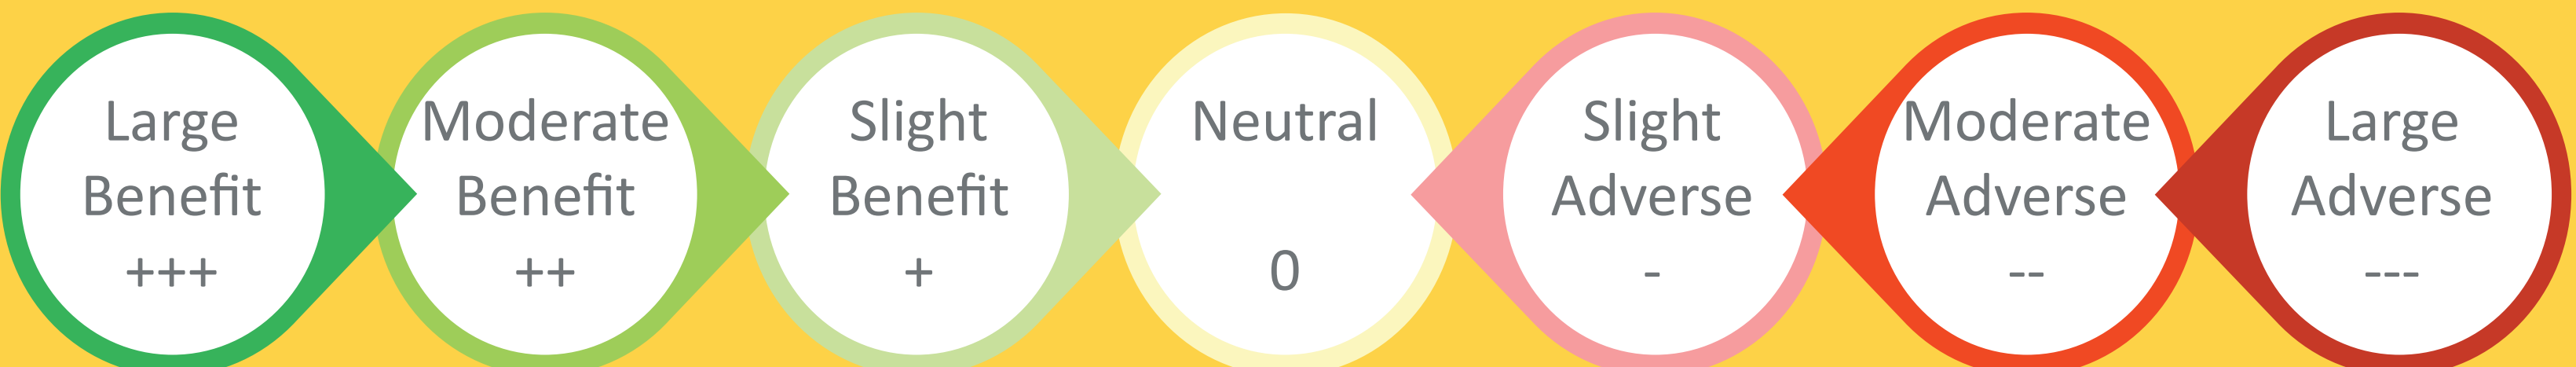 Large
Benefit
+++
Moderate
Benefit
++
Slight
Benefit
+
Neutral
0
Slight
Adverse
-
Moderate
Adverse
--
Large
Adverse
---